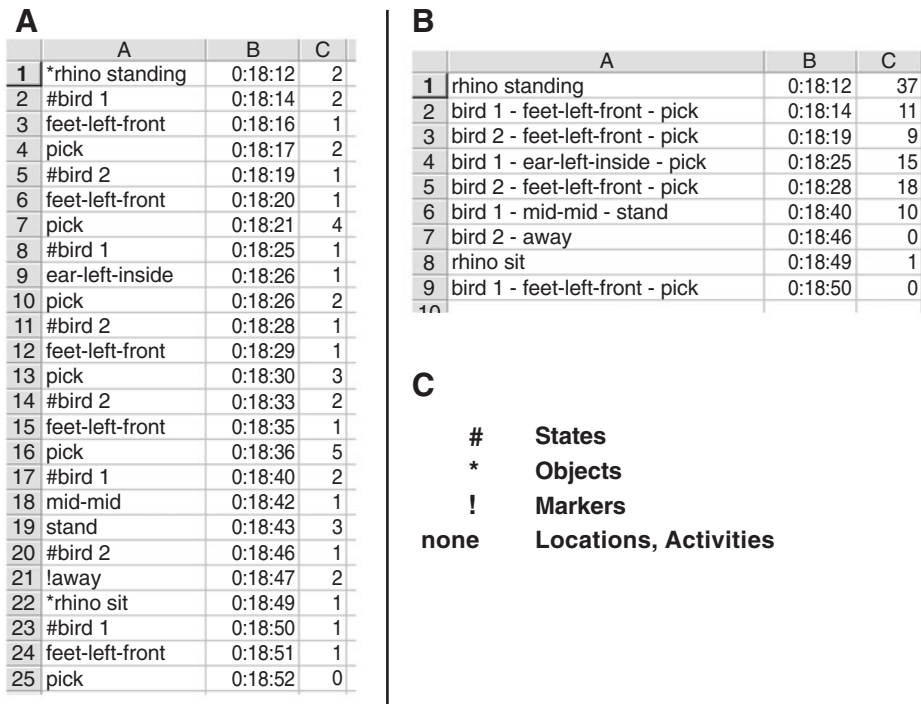 A
A B C
1 *rhino standing 0:18:12 2
2 #bird 1 0:18:14 2
3 feet-left-front 0:18:16 1
4 pick 0:18:17 2
5 #bird 2 0:18:19 1
6 feet-left-front 0:18:20 1
7 pick 0:18:21 4
8 #bird 1 0:18:25 1
9 ear-left-inside 0:18:26 1
10 pick 0:18:26 2
11 #bird 2 0:18:28 1
12 feet-left-front 0:18:29 1
13 pick 0:18:30 3
14 #bird 2 0:18:33 2
15 feet-left-front 0:18:35 1
16 pick 0:18:36 5
17 #bird 1 0:18:40 2
18 mid-mid 0:18:42 1
19 stand 0:18:43 3
20 #bird 2 0:18:46 1
21 !away 0:18:47 2
22 *rhino sit 0:18:49 1
23 #bird 1 0:18:50 1
24 feet-left-front 0:18:51 1
25 pick 0:18:52 0
B
A B C
1 rhino standing 0:18:12 37
2 bird 1 - feet-left-front - pick 0:18:14 11
3 bird 2 - feet-left-front - pick 0:18:19 9
4 bird 1 - ear-left-inside - pick 0:18:25 15
5 bird 2 - feet-left-front - pick 0:18:28 18
6 bird 1 - mid-mid - stand 0:18:40 10
7 bird 2 - away 0:18:46 0
8 rhino sit 0:18:49 1
9 bird 1 - feet-left-front - pick 0:18:50 0
10
C
# States
* Objects
! Markers
none Locations, Activities